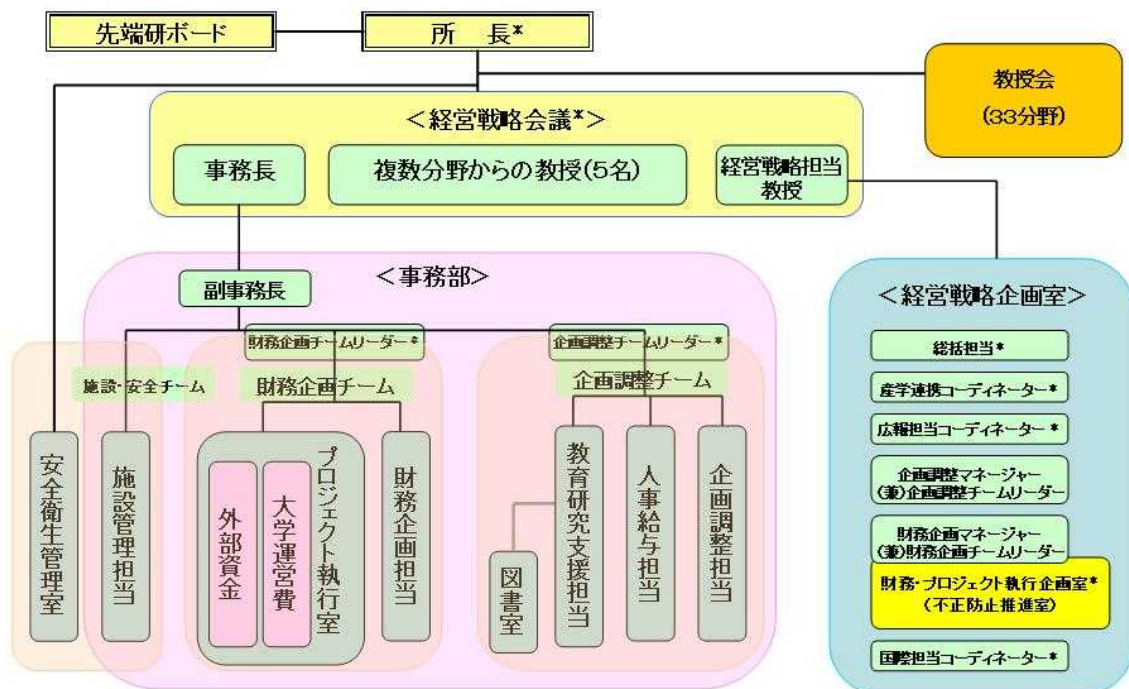 先端研ボード
所　長*
教授会
(33分野)
＜経営戦略会議*＞
事務長
複数分野からの教授(5名)
経営戦略担当
教授
＜事務部＞
副事務長
財務企画チームリーダー*
企画調整チームリーダー*
施設・安全チーム
財務企画チーム
企画調整チーム
安全衛生管理室
施設管理担当
外部資金
大学運営費
プロジェクト執行室
財務企画担当
図書室
教育研究支援担当
人事給与担当
企画調整担当
＜経営戦略企画室＞
総括担当*
産学連携コーディネーター*
広報担当コーディネーター*
企画調整マネージャー
(兼)企画調整チームリーダー
財務企画マネージャー
(兼)財務企画チームリーダー
財務・プロジェクト執行企画室*
(不正防止推進室)
国際担当コーディネーター*